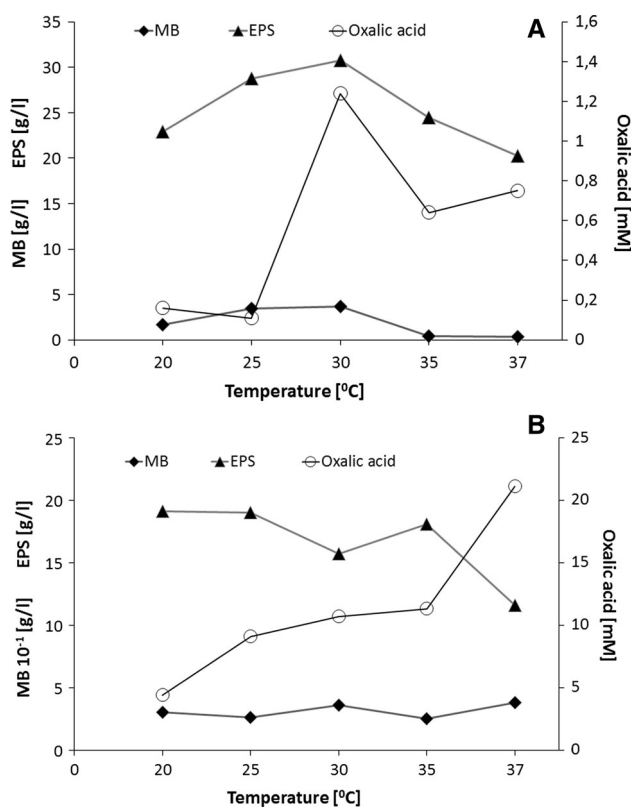 A
MB EPS Oxalic acid
35
30
25
20
15
10
5
0
MB [g/l] EPS [g/l]
1,6
1,4
1,2
1
0,8
0,6
0,4
0,2
0
Oxalic acid [mM]
0 20 25 30 35 37
Temperature [⁰C]
B
MB EPS Oxalic acid
25
20
15
10
5
0
MB 10⁻¹ [g/l] EPS [g/l]
25
20
15
10
5
0
Oxalic acid [mM]
0 20 25 30 35 37
Temperature [⁰C]